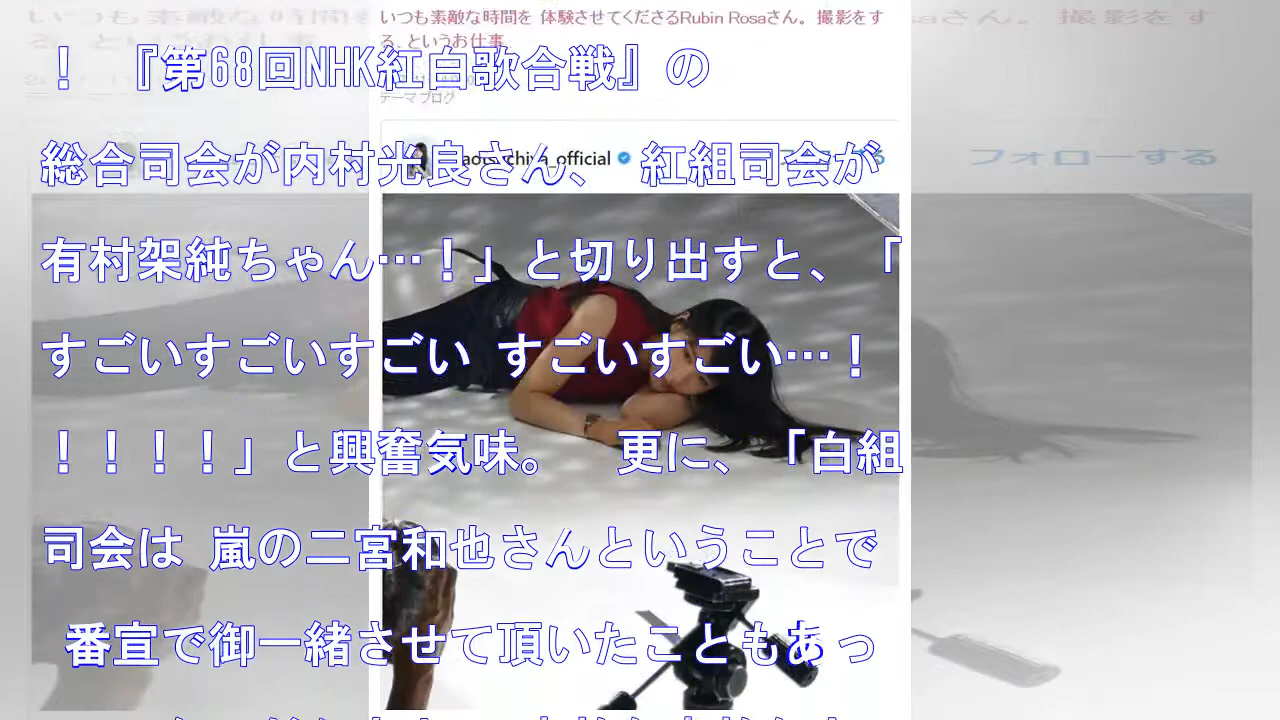 いつも素敵な時間を 体験させてくださるRubin Rosaさん。撮影をす
る、というお仕事
！ 『第68回NHK紅白歌合戦』の
テーマ ブログ
総合司会が内村光良さん、 紅組司会が
official
フォローする
有村架純ちゃん…！」と切り出すと、「
すごいすごいすごい すごいすごい…！
！！！！」と興奮気味。 更に、「白組
司会は 嵐の二宮和也さんということで
番宣で御一緒させて頂いたこともあっ